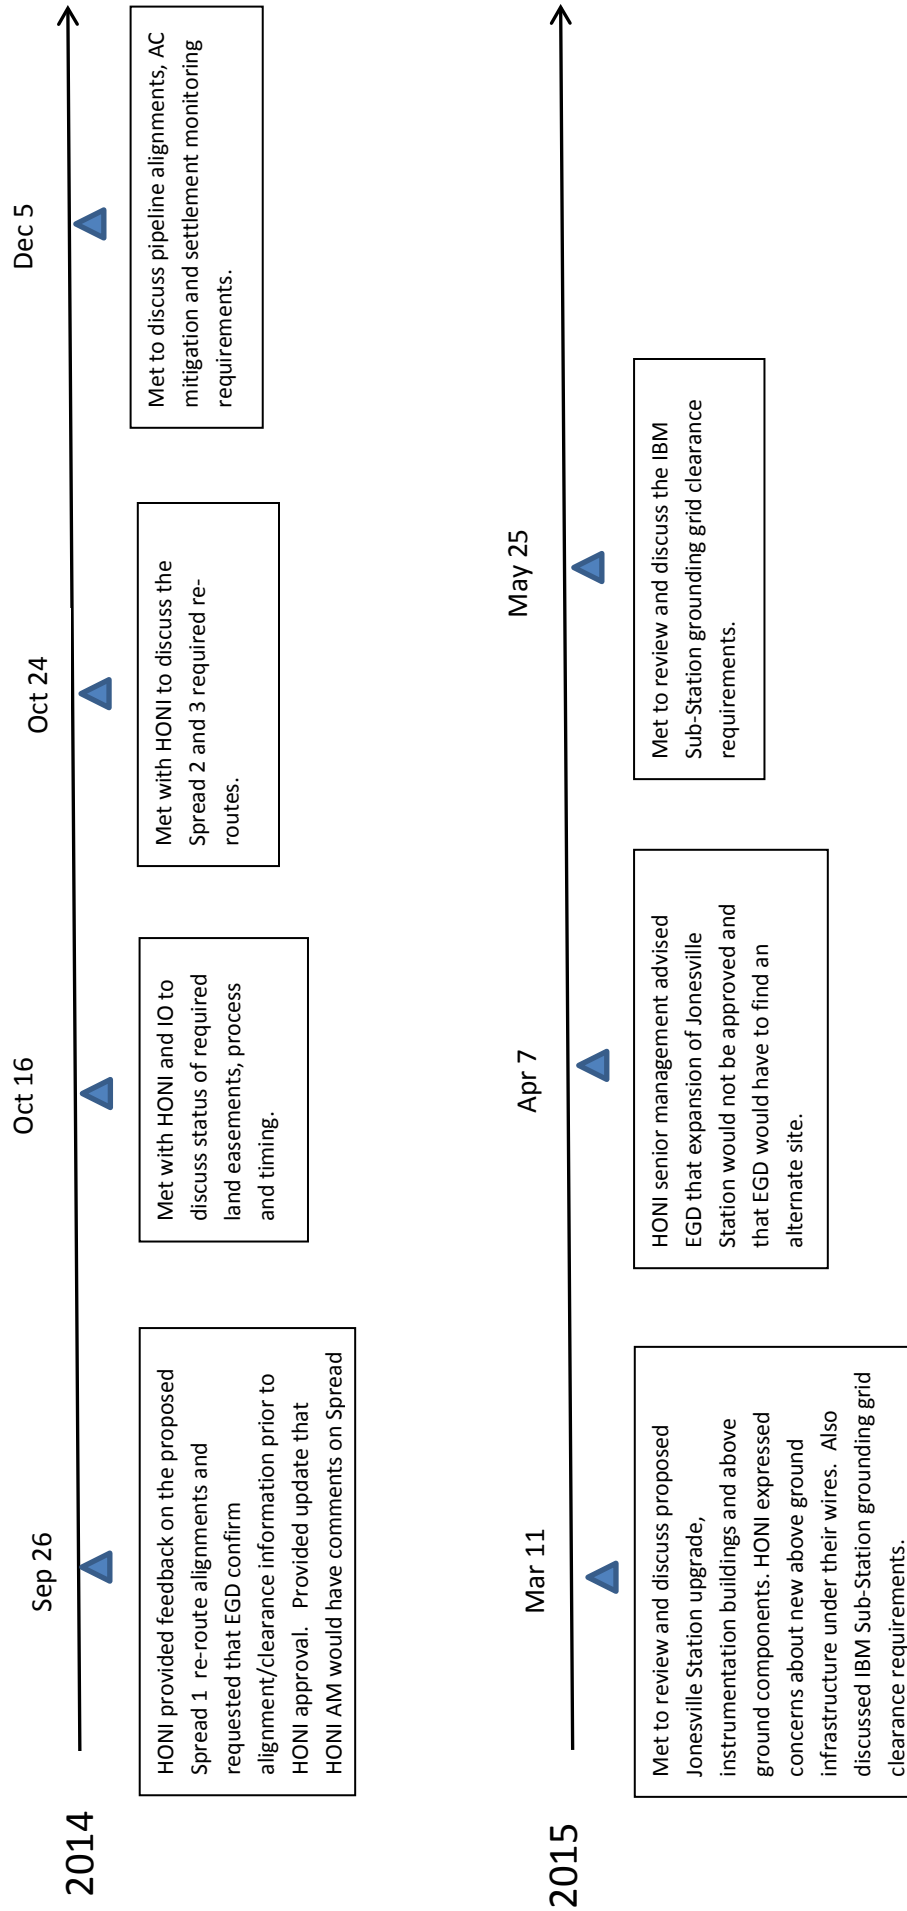 2014
Sep 26
HONI provided feedback on the proposed
Spread 1 re-route alignments and
requested that EGD confirm
alignment/clearance information prior to
HONI approval. Provided update that
HONI AM would have comments on Spread
Oct 16
Met with HONI and IO to
discuss status of required
land easements, process
and timing.
Oct 24
Met with HONI to discuss the
Spread 2 and 3 required re-
routes.
Dec 5
Met to discuss pipeline alignments, AC
mitigation and settlement monitoring
requirements.
2015
Mar 11
Met to review and discuss proposed
Jonesville Station upgrade,
instrumentation buildings and above
ground components. HONI expressed
concerns about new above ground
infrastructure under their wires. Also
discussed IBM Sub-Station grounding grid
clearance requirements.
Apr 7
HONI senior management advised
EGD that expansion of Jonesville
Station would not be approved and
that EGD would have to find an
alternate site.
May 25
Met to review and discuss the IBM
Sub-Station grounding grid clearance
requirements.